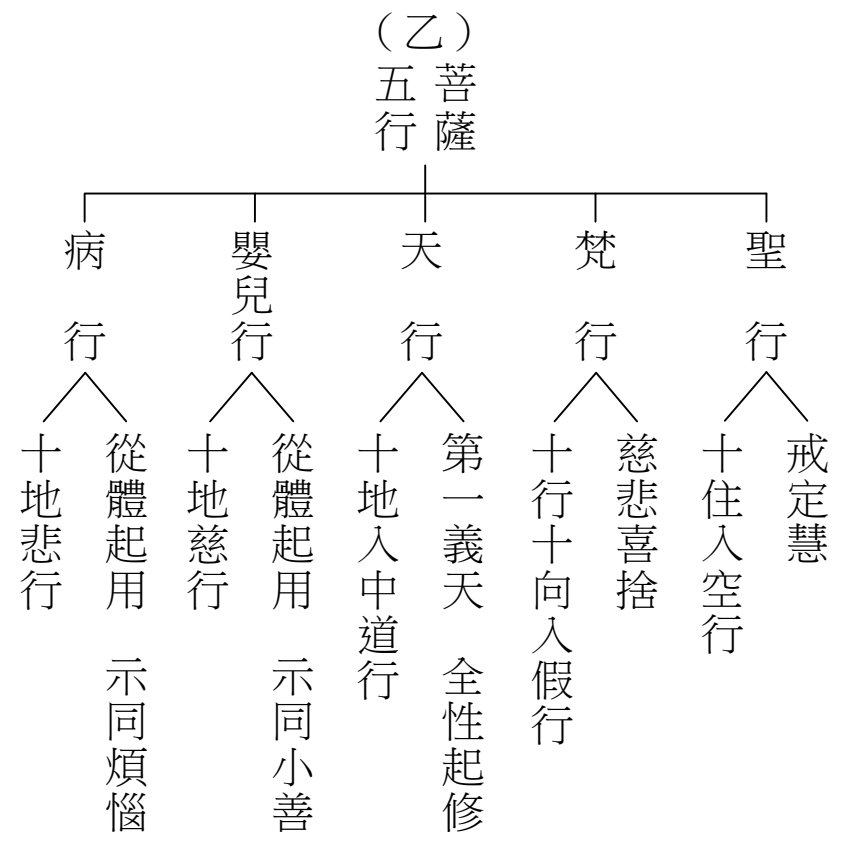 （乙）
菩薩
五行
聖行
戒定慧
十住入空行
梵行
慈悲喜捨
十行十向入假行
天行
第一義天　全性起修
十地入中道行
嬰兒行
從體起用　示同小善
十地慈行
病行
從體起用　示同煩惱
十地悲行